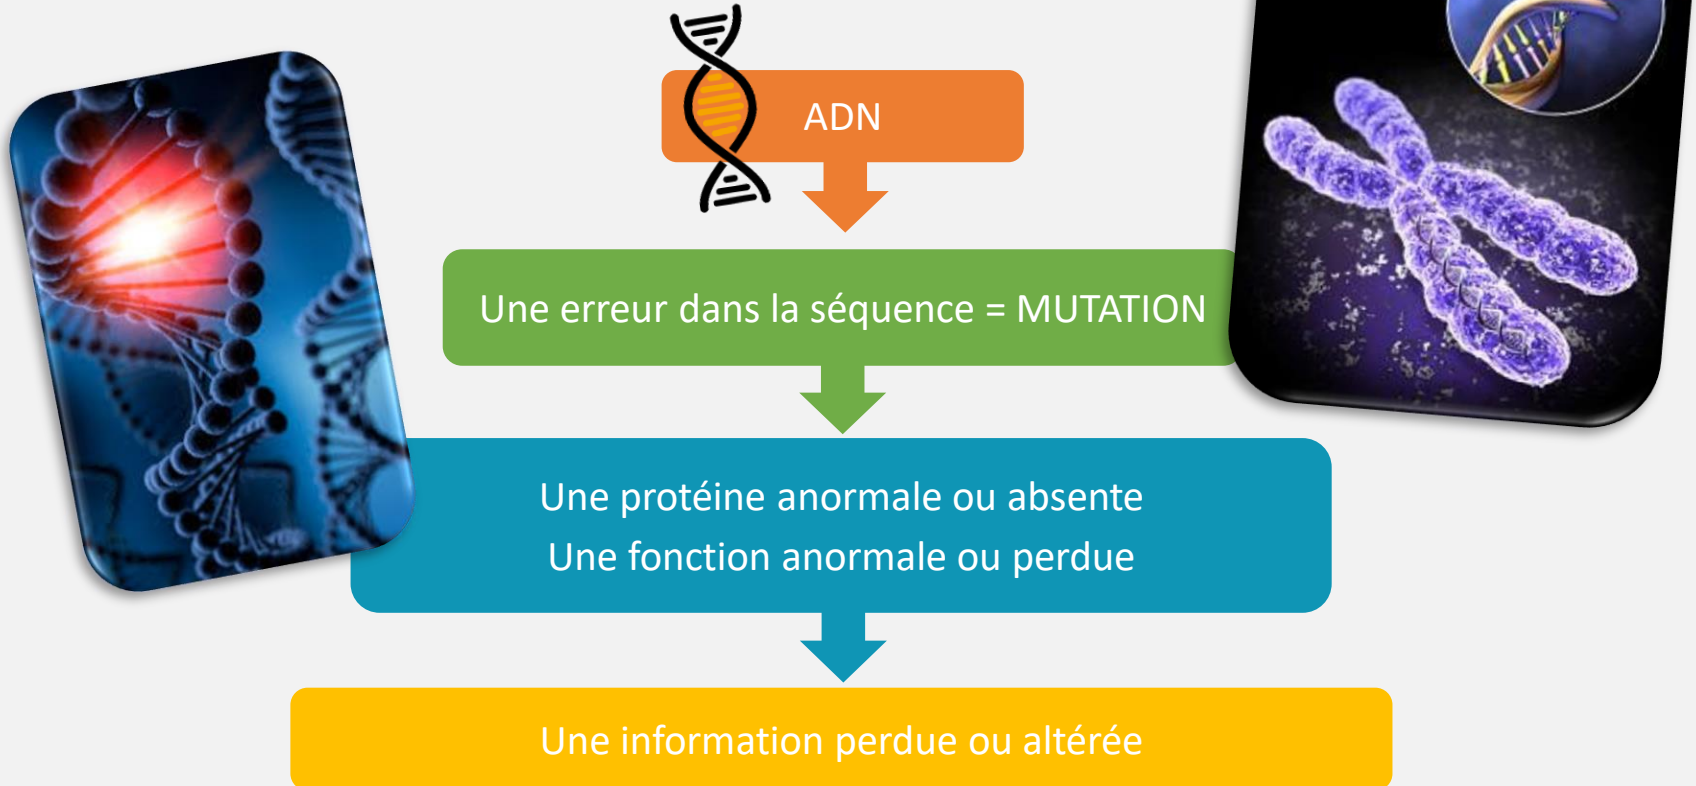 ADN
Une erreur dans la séquence = MUTATION
Une protéine anormale ou absente
Une fonction anormale ou perdue
Une information perdue ou altérée